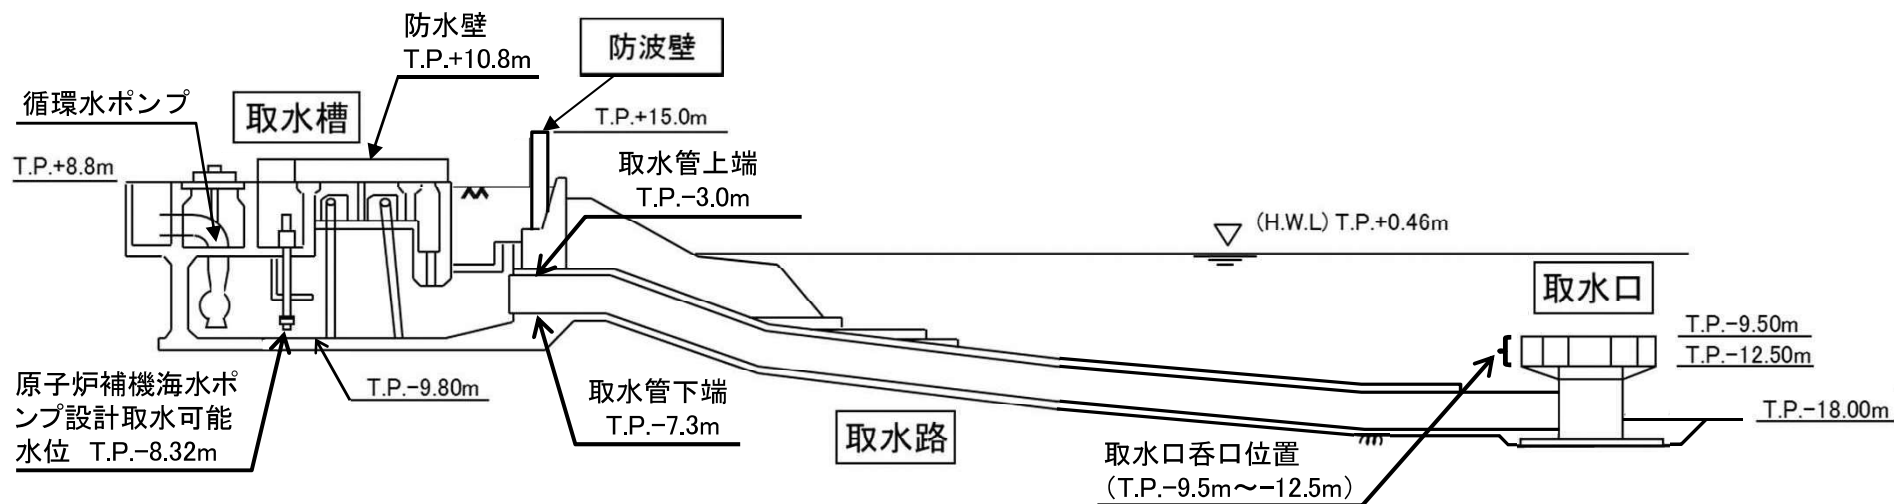 防水壁
T.P.+10.8m
防波壁
循環水ポンプ
取水槽
T.P.+15.0m
T.P.+8.8m
取水管上端
T.P.−3.0m
(H.W.L) T.P.+0.46m
取水口
T.P.−9.50m
T.P.−12.50m
原子炉補機海水ポ
ンプ設計取水可能
水位 T.P.−8.32m
T.P.−9.80m
取水管下端
T.P.−7.3m
取水路
T.P.−18.00m
取水口呑口位置
(T.P.−9.5m～−12.5m)